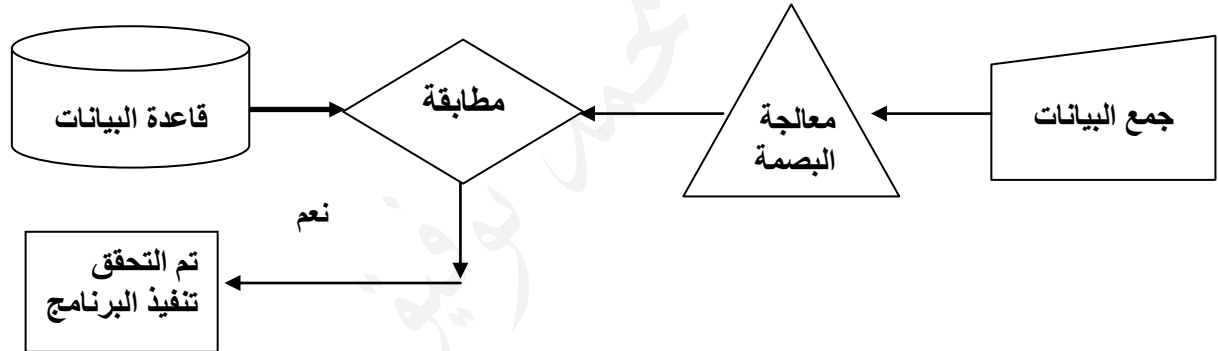 جمع البيانات
معالجة
البصمة
مطابقة
قاعدة البيانات
نعم
تم التحقق
تنفيذ البرنامج